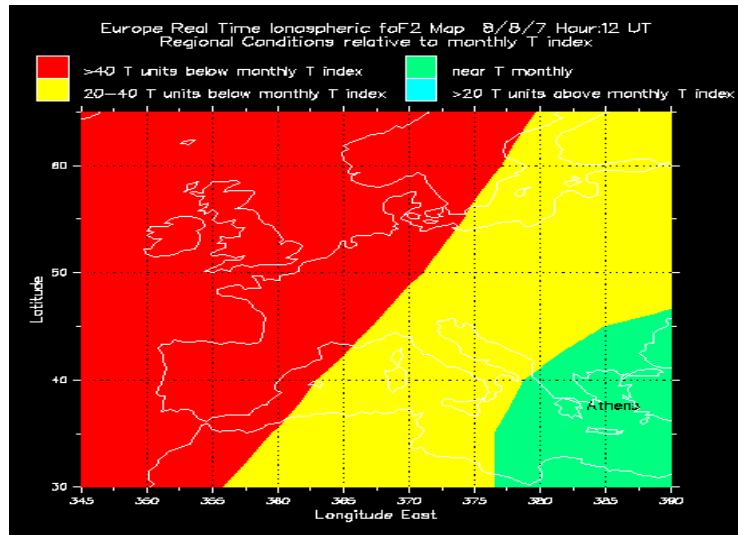 Europe Real Time Ionospheric foF2 Map 8/8/7 Hour:12 UT
Regional Conditions relative to monthly T index
>40 T units below monthly T index
near T monthly
20-40 T units below monthly T index
>20 T units above monthly T index
60
50
Latitude
40
Athens
30
345 350 355 360 365 370 375 380 385 390
Longitude East